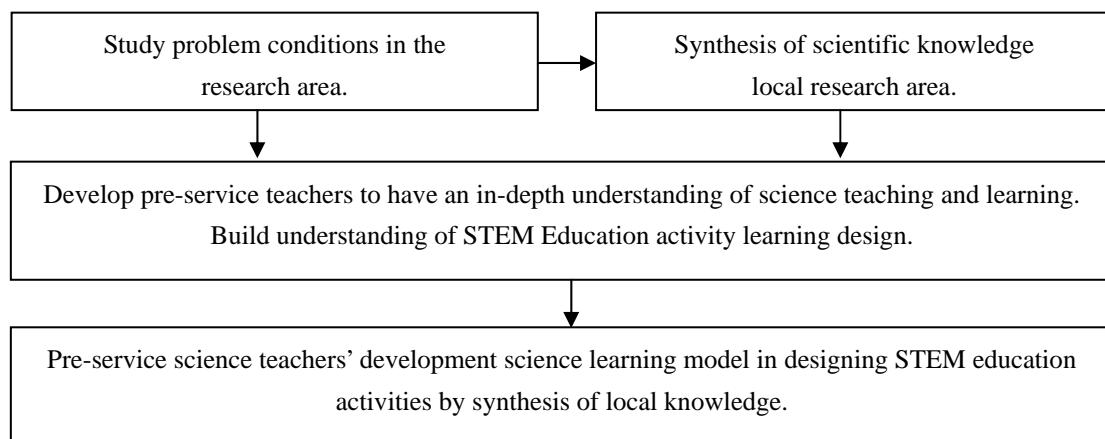 Study problem conditions in the
research area.
Synthesis of scientific knowledge
local research area.
Develop pre-service teachers to have an in-depth understanding of science teaching and learning.
Build understanding of STEM Education activity learning design.
Pre-service science teachers’ development science learning model in designing STEM education
activities by synthesis of local knowledge.